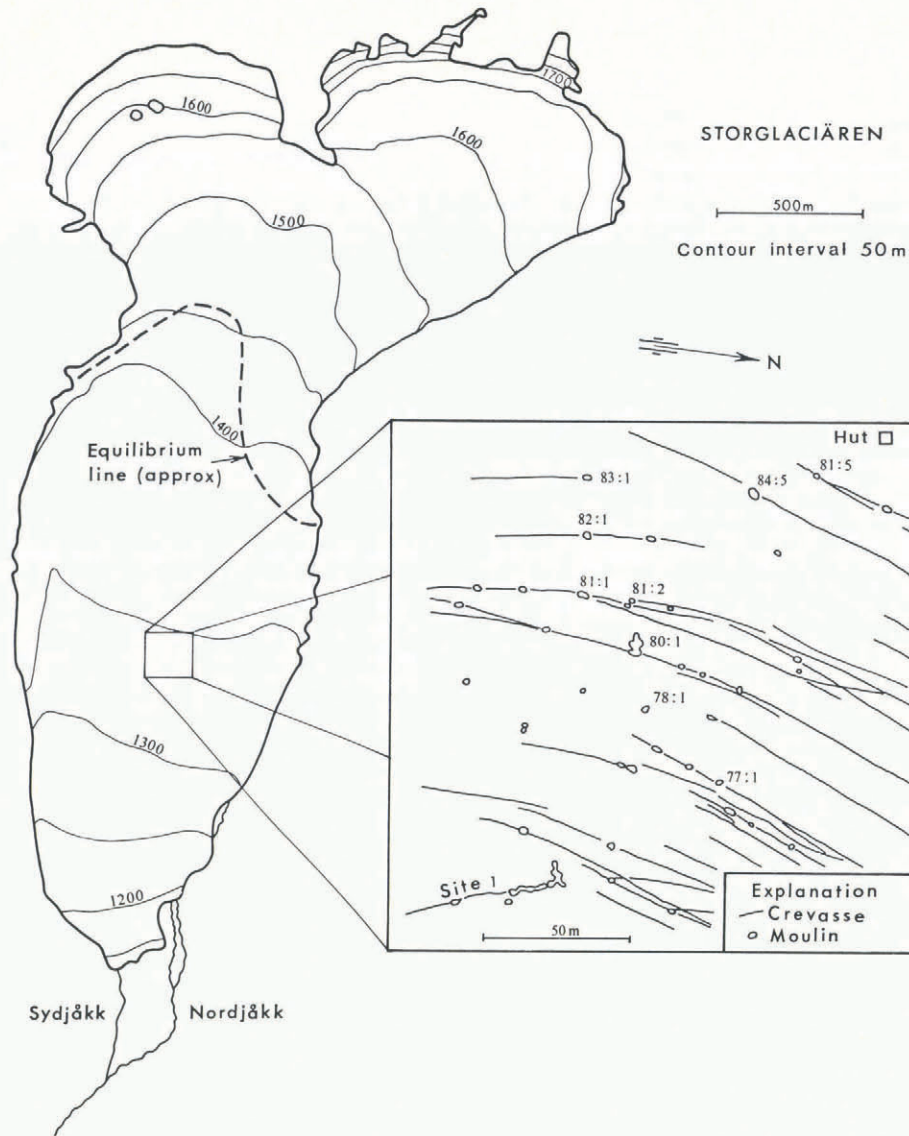 STORGLACIÄREN
500m
Contour interval 50m
N
1700
1600
1600
1500
1400
Equilibrium
line (approx)
1300
1200
Sydjåkk
Nordjåkk
Hut
81:5
83:1
84:5
82:1
81:1
81:2
80:1
78:1
77:1
Site 1
50 m
Explanation
Crevasse
Moulin